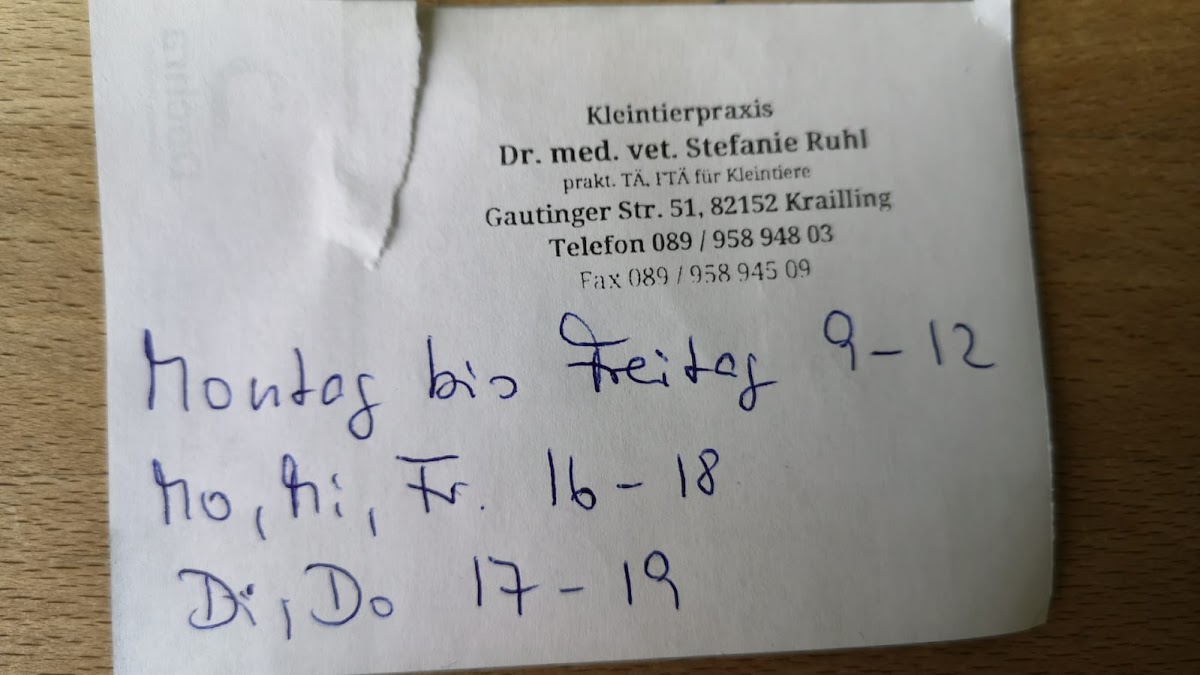 Kleintierpraxis
Dr. med. vet. Stefanie Ruhl
prakt. TÄ, FTÄ für Kleintiere
Gautinger Str. 51, 82152 Krailling
Telefon 089 / 958 948 03
Fax 089 / 958 945 09
Montag bis Freitag 9 - 12
Mo, Mi, Fr. 16 - 18
Di, Do 17 - 19